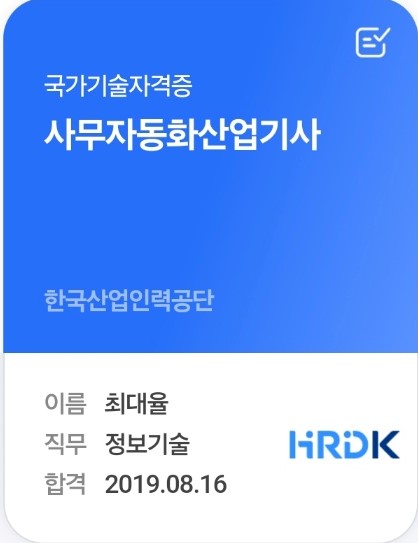 국가기술자격증
사무자동화산업기사
한국산업인력공단
이름 최대율
직무 정보기술
합격 2019.08.16
HRDK